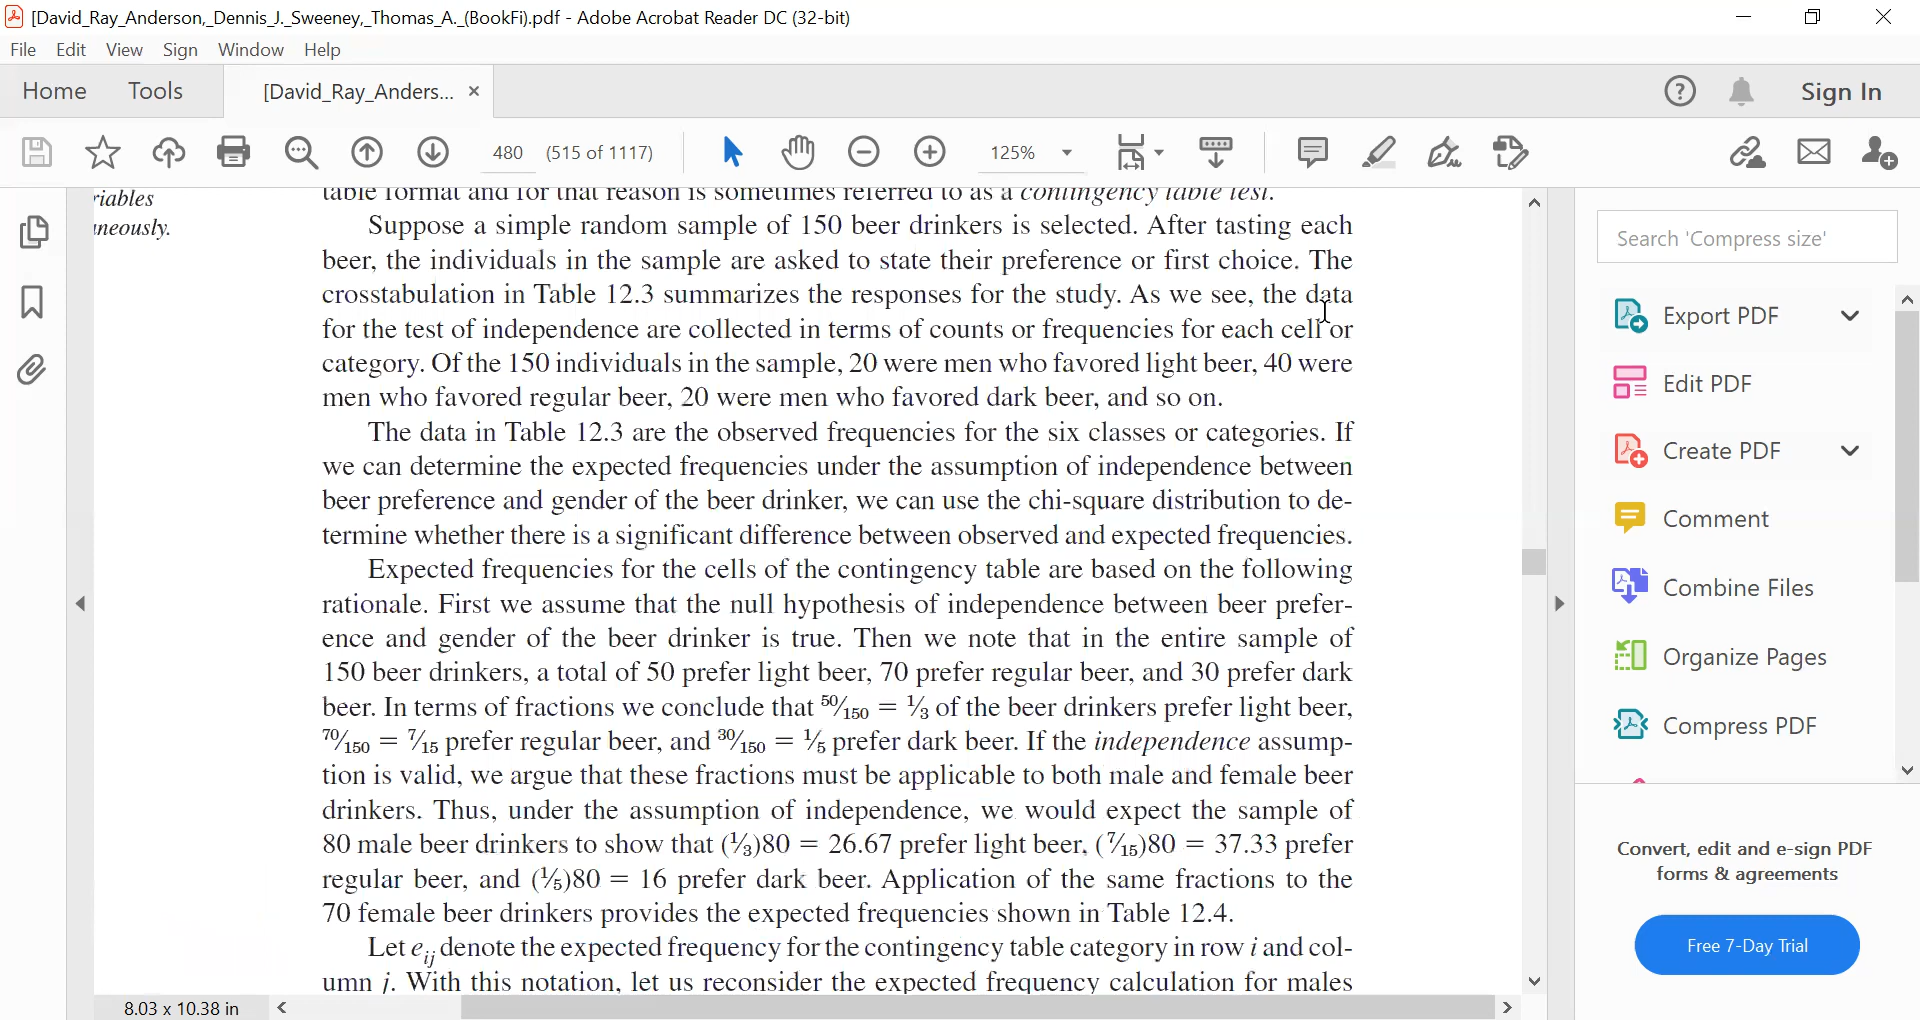 [David_Ray_Anderson,_Dennis_J._Sweeney,_Thomas_A._(BookFi).pdf - Adobe Acrobat Reader DC (32-bit)
File Edit View Sign Window Help
Home Tools [David_Ray_Anders... × Sign In
480 (515 of 1117) 125%
riables
neously.
table format and for that reason is sometimes referred to as a contingency table test.
Suppose a simple random sample of 150 beer drinkers is selected. After tasting each
beer, the individuals in the sample are asked to state their preference or first choice. The
crosstabulation in Table 12.3 summarizes the responses for the study. As we see, the data
for the test of independence are collected in terms of counts or frequencies for each cell or
category. Of the 150 individuals in the sample, 20 were men who favored light beer, 40 were
men who favored regular beer, 20 were men who favored dark beer, and so on.
The data in Table 12.3 are the observed frequencies for the six classes or categories. If
we can determine the expected frequencies under the assumption of independence between
beer preference and gender of the beer drinker, we can use the chi-square distribution to de-
termine whether there is a significant difference between observed and expected frequencies.
Expected frequencies for the cells of the contingency table are based on the following
rationale. First we assume that the null hypothesis of independence between beer prefer-
ence and gender of the beer drinker is true. Then we note that in the entire sample of
150 beer drinkers, a total of 50 prefer light beer, 70 prefer regular beer, and 30 prefer dark
beer. In terms of fractions we conclude that 50/150 = 1/3 of the beer drinkers prefer light beer,
70/150 = 7/15 prefer regular beer, and 30/150 = 1/5 prefer dark beer. If the independence assump-
tion is valid, we argue that these fractions must be applicable to both male and female beer
drinkers. Thus, under the assumption of independence, we would expect the sample of
80 male beer drinkers to show that (1/3)80 = 26.67 prefer light beer, (7/15)80 = 37.33 prefer
regular beer, and (1/5)80 = 16 prefer dark beer. Application of the same fractions to the
70 female beer drinkers provides the expected frequencies shown in Table 12.4.
Let eij denote the expected frequency for the contingency table category in row i and col-
umn j. With this notation, let us reconsider the expected frequency calculation for males
8.03 x 10.38 in
Search 'Compress size'
Export PDF
Edit PDF
Create PDF
Comment
Combine Files
Organize Pages
Compress PDF
Convert, edit and e-sign PDF
forms & agreements
Free 7-Day Trial